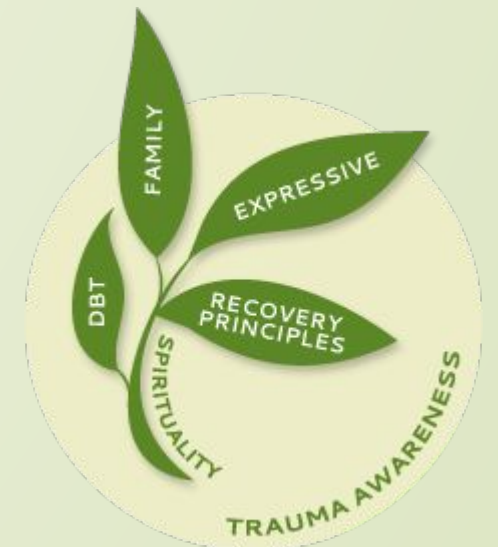 FAMILY
EXPRESSIVE
DBT
RECOVERY
PRINCIPLES
SPIRITUALITY
TRAUMA AWARENESS